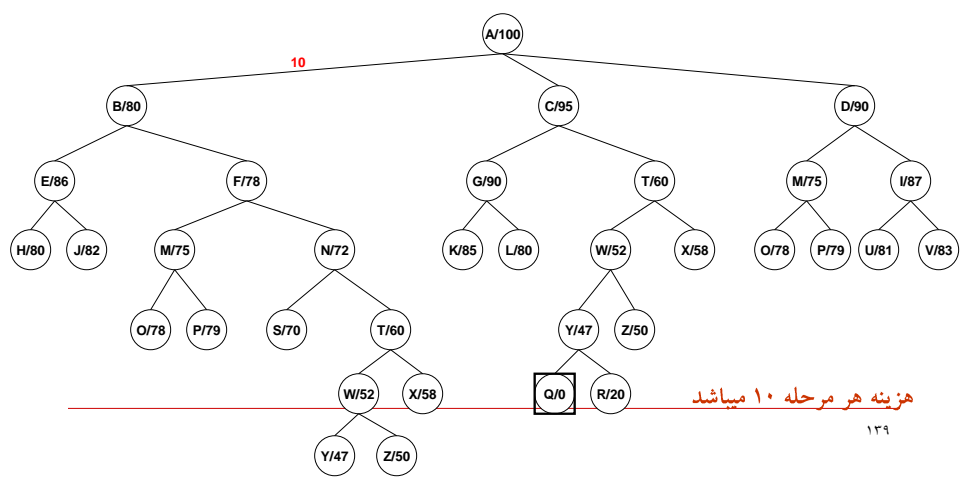 A/100
10
B/80 C/95 D/90
E/86 F/78 G/90 T/60 M/75 I/87
H/80 J/82 M/75 N/72 K/85 L/80 W/52 X/58 O/78 P/79 U/81 V/83
O/78 P/79 S/70 T/60 Y/47 Z/50
W/52 X/58 Q/0 R/20
هزینه هر مرحله ۱۰ میباشد
۱۳۹
Y/47 Z/50